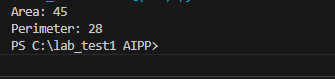 Area: 45
Perimeter: 28
PS C:\lab_test1 AIPP>